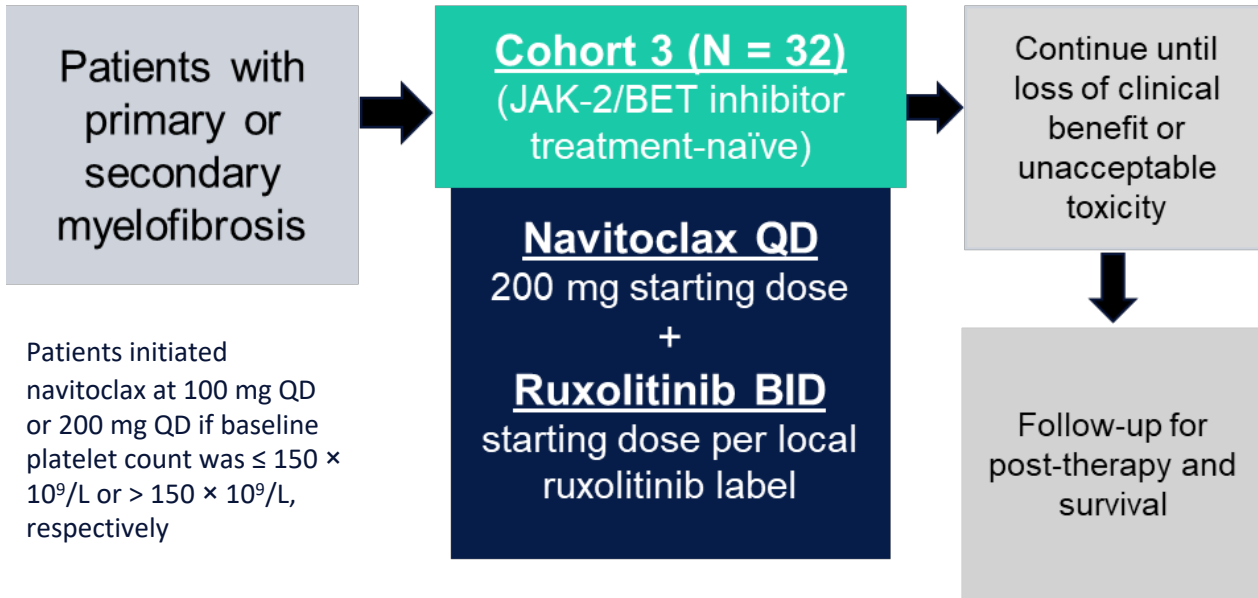 Patients with
primary or
secondary
myelofibrosis
Patients initiated
navitoclax at 100 mg QD
or 200 mg QD if baseline
platelet count was ≤ 150 ×
10⁹/L or > 150 × 10⁹/L,
respectively
Cohort 3 (N = 32)
(JAK-2/BET inhibitor
treatment-naïve)
Navitoclax QD
200 mg starting dose
+
Ruxolitinib BID
starting dose per local
ruxolitinib label
Continue until
loss of clinical
benefit or
unacceptable
toxicity
Follow-up for
post-therapy and
survival